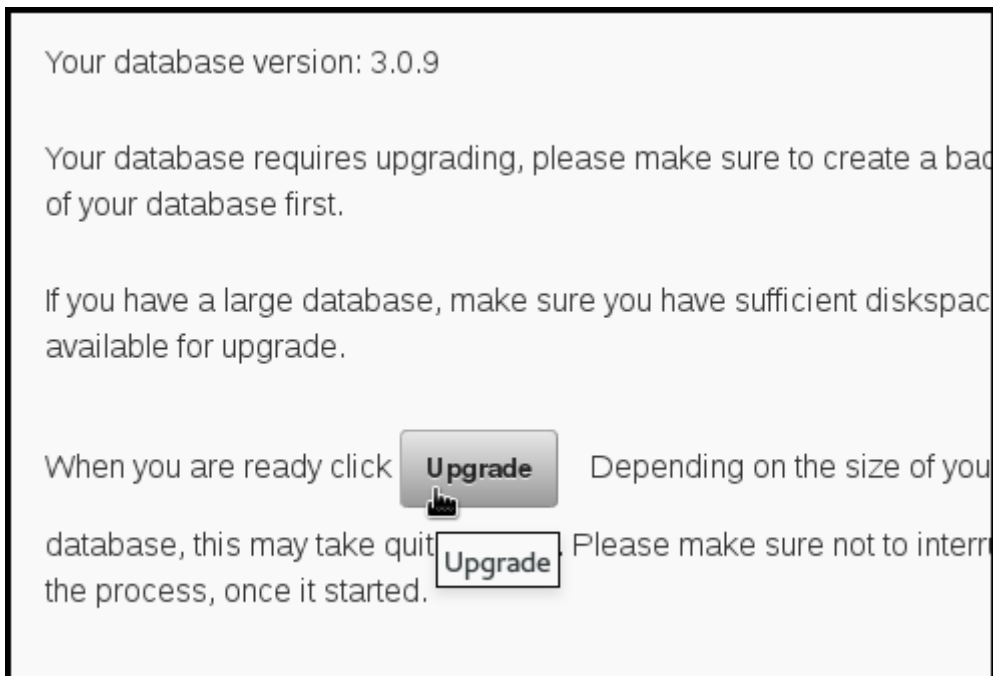 Your database version: 3.0.9
Your database requires upgrading, please make sure to create a bac
of your database first.
If you have a large database, make sure you have sufficient diskspac
available for upgrade.
When you are ready click Upgrade Depending on the size of you
database, this may take quit Upgrade . Please make sure not to interr
the process, once it started.